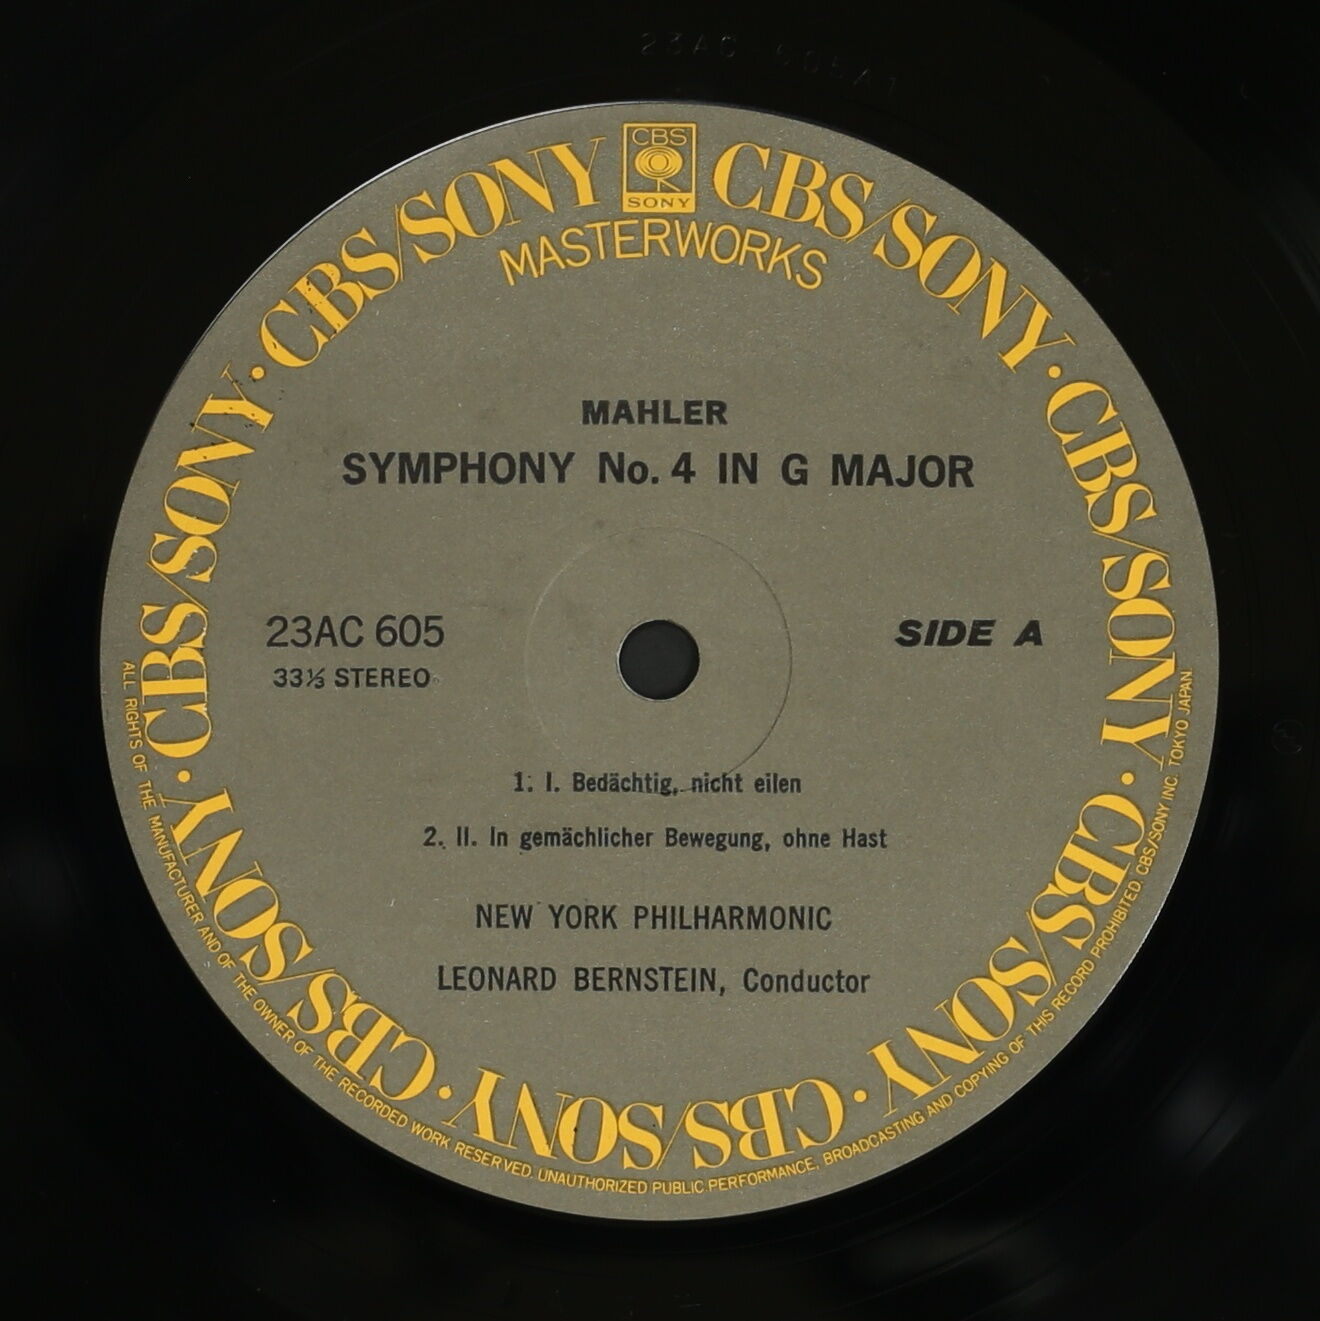 CBS
SONY
CBS/SONY · CBS/SONY · CBS/SONY · CBS/SONY · CBS/SONY · CBS/SONY · CBS/SONY · CBS/SONY
MASTERWORKS
MAHLER
SYMPHONY No. 4 IN G MAJOR
23AC 605
33⅓ STEREO
SIDE A
1. I. Bedächtig, nicht eilen
2. II. In gemächlicher Bewegung, ohne Hast
NEW YORK PHILHARMONIC
LEONARD BERNSTEIN, Conductor
ALL RIGHTS OF THE MANUFACTURER AND OF THE OWNER OF THE RECORDED WORK RESERVED. UNAUTHORIZED PUBLIC PERFORMANCE, BROADCASTING AND COPYING OF THIS RECORD PROHIBITED. CBS/SONY INC. TOKYO JAPAN